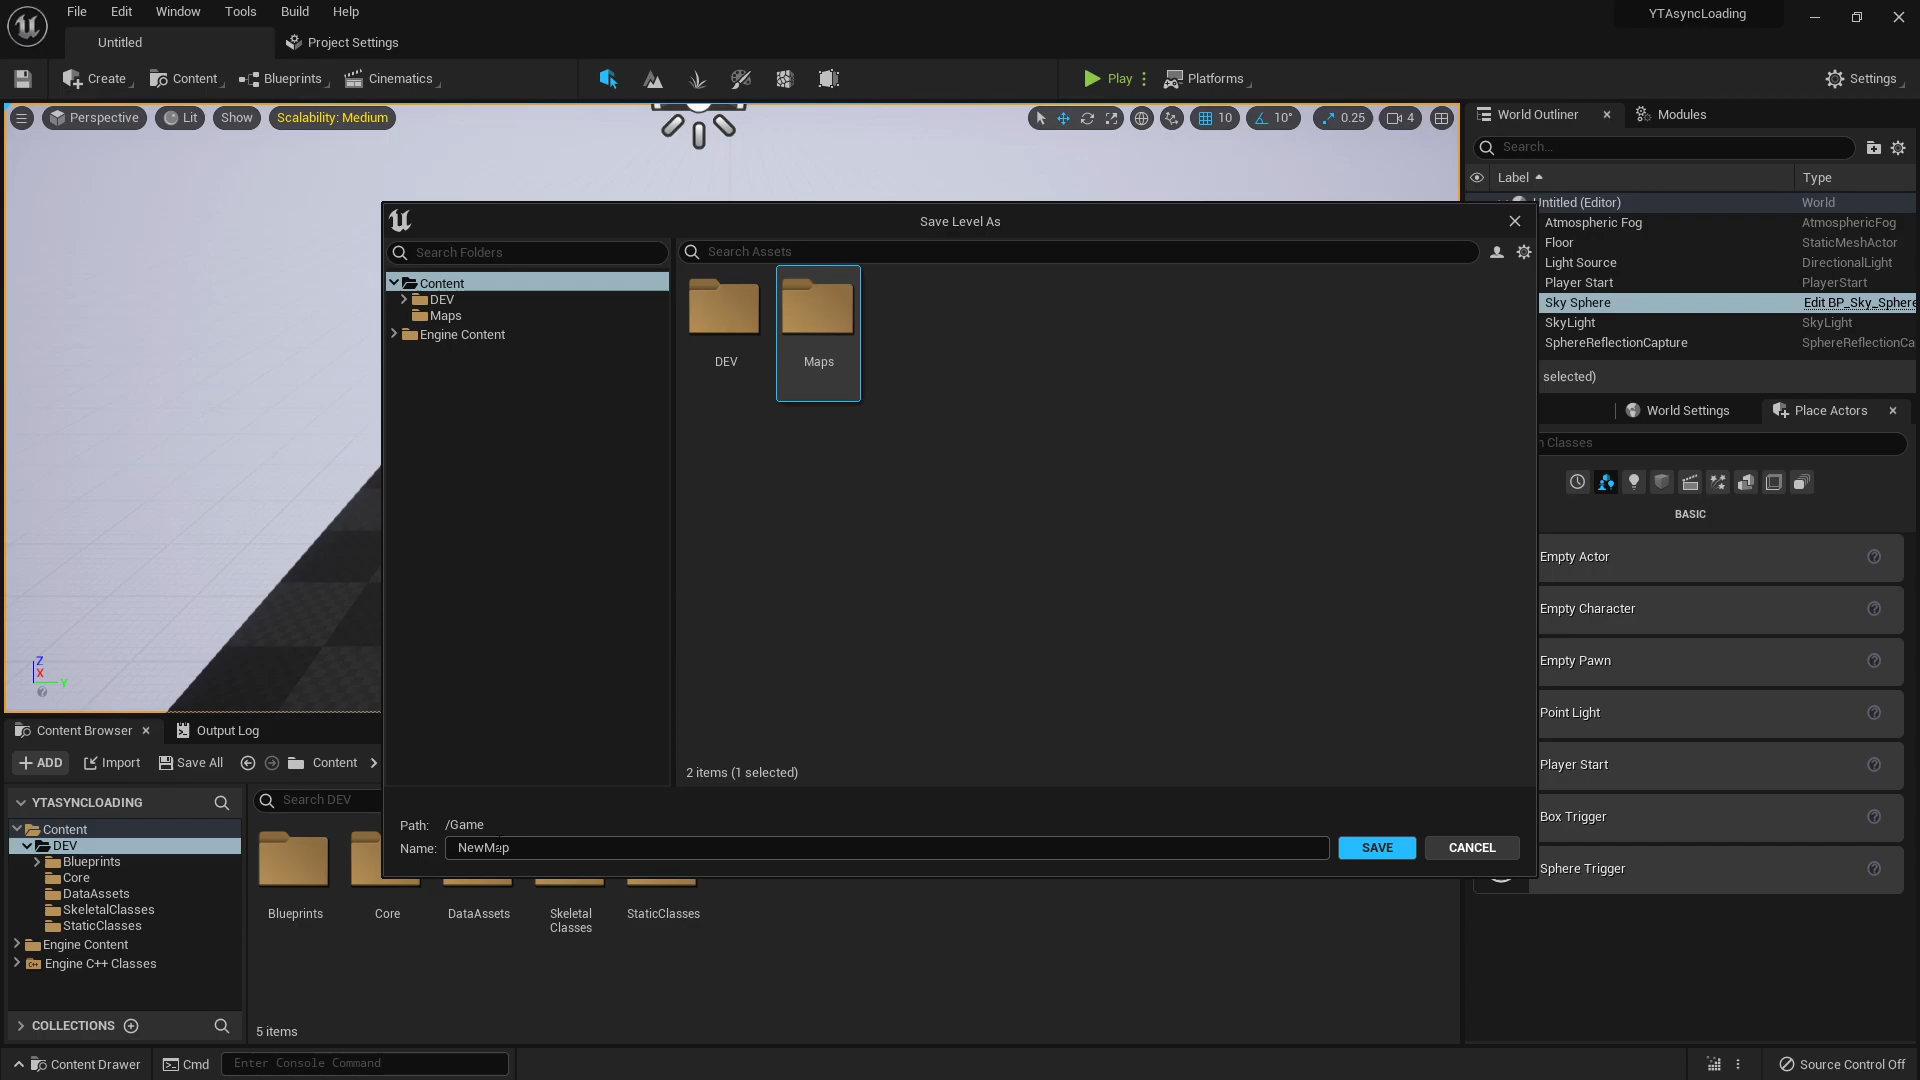 File Edit Window Tools Build Help
YTAsyncLoading
Untitled
Project Settings
Create
Content
Blueprints
Cinematics
Play
Platforms
Settings
Perspective
Lit
Show
Scalability: Medium
10
10°
0.25
4
World Outliner
Modules
Search...
Label
Type
Untitled (Editor)
World
Atmospheric Fog
AtmosphericFog
Floor
StaticMeshActor
Light Source
DirectionalLight
Player Start
PlayerStart
Sky Sphere
Edit BP_Sky_Sphere
SkyLight
SkyLight
SphereReflectionCapture
SphereReflectionCa
selected)
World Settings
Place Actors
Classes
BASIC
Empty Actor
Empty Character
Empty Pawn
Point Light
Player Start
Box Trigger
Sphere Trigger
Save Level As
Search Folders
Search Assets
Content
DEV
Maps
Engine Content
DEV
Maps
2 items (1 selected)
Path: /Game
Name: NewMap
SAVE
CANCEL
Z
X
Y
Content Browser
Output Log
ADD
Import
Save All
Content
YTASYNCLOADING
Search DEV
Content
DEV
Blueprints
Core
DataAssets
SkeletalClasses
StaticClasses
Engine Content
Engine C++ Classes
Blueprints
Core
DataAssets
Skeletal
Classes
StaticClasses
COLLECTIONS
5 items
Content Drawer
Cmd
Enter Console Command
Source Control Off